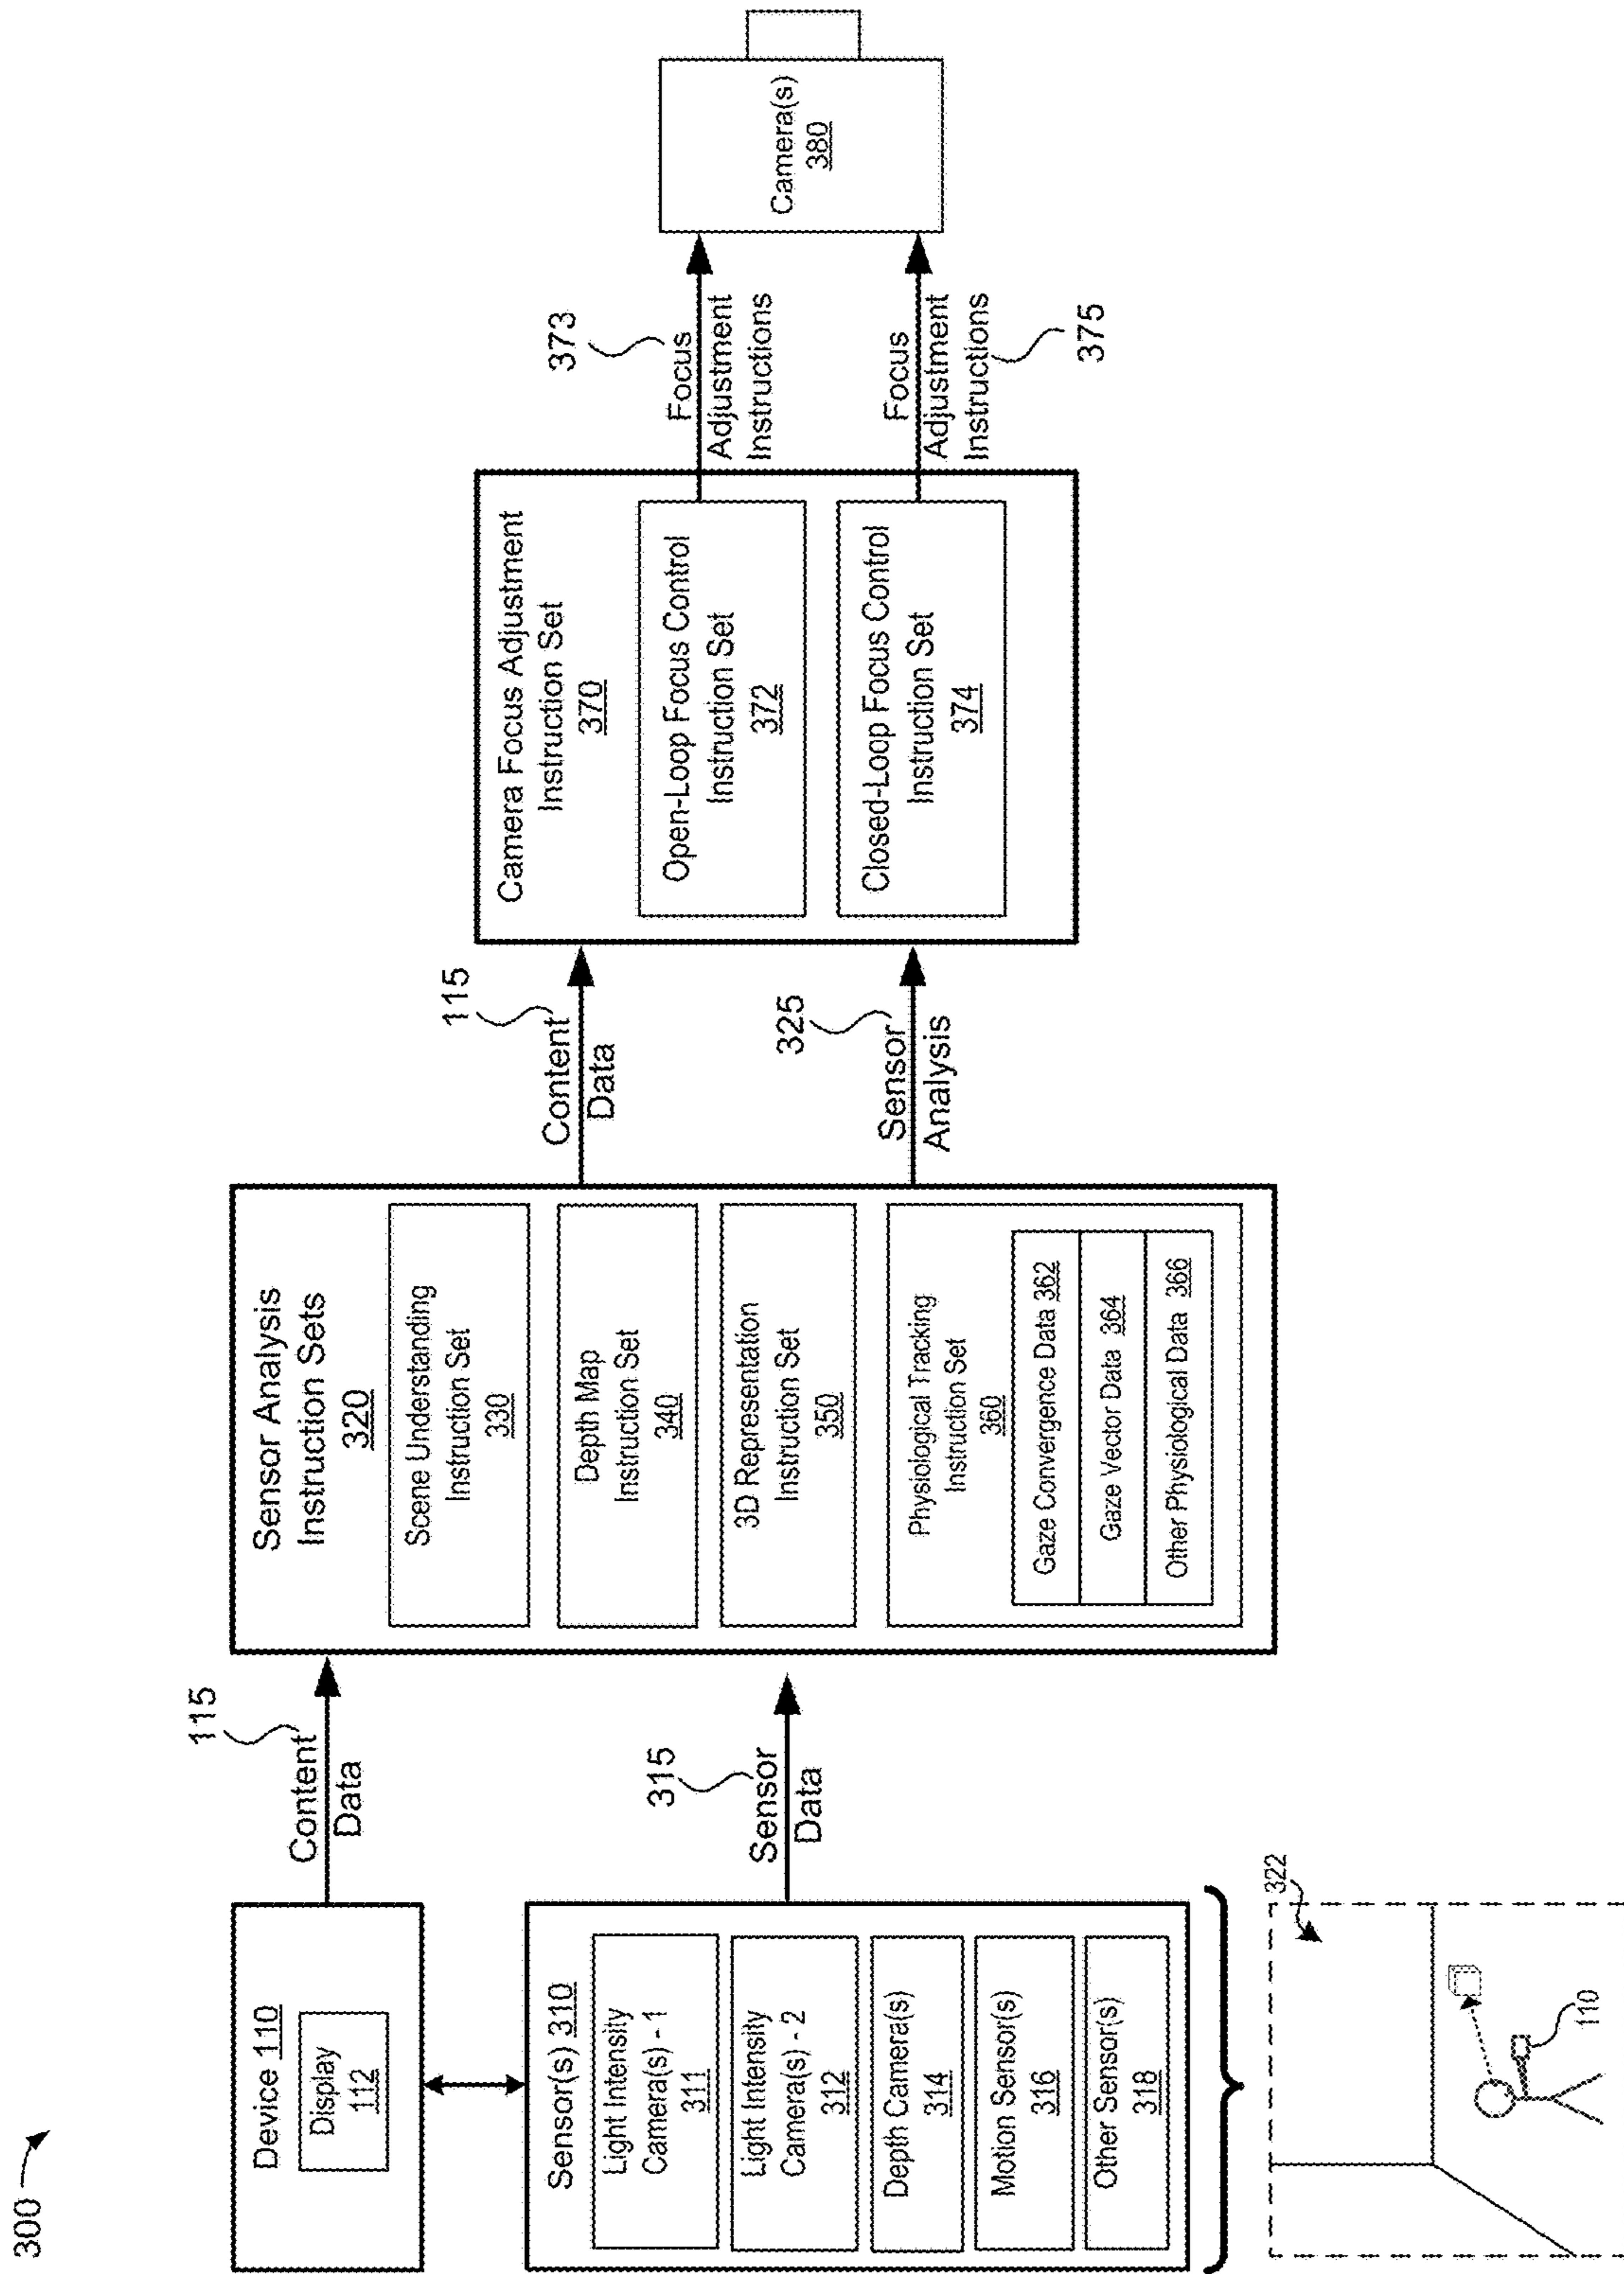 300
Device 110
Display
112
Sensor(s) 310
Light Intensity
Camera(s) - 1
311
Light Intensity
Camera(s) - 2
312
Depth Camera(s)
314
Motion Sensor(s)
316
Other Sensor(s)
318
322
110
115
Content
Data
315
Sensor
Data
Sensor Analysis
Instruction Sets
320
Scene Understanding
Instruction Set
330
Depth Map
Instruction Set
340
3D Representation
Instruction Set
350
Physiological Tracking
Instruction Set
360
Gaze Convergence Data 362
Gaze Vector Data 364
Other Physiological Data 366
115
Content
Data
325
Sensor
Analysis
Camera Focus Adjustment
Instruction Set
370
Open-Loop Focus Control
Instruction Set
372
Closed-Loop Focus Control
Instruction Set
374
373
Focus
Adjustment
Instructions
Focus
Adjustment
Instructions
375
Camera(s)
380